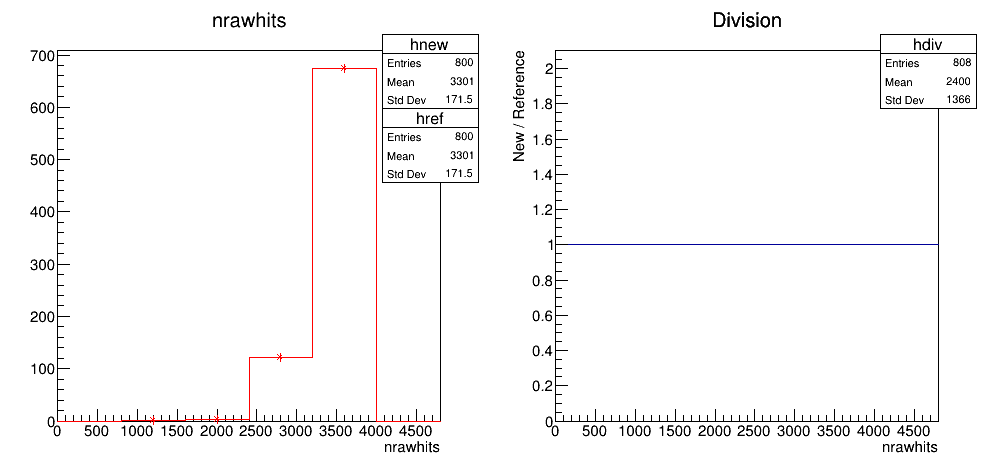 nrawhits
hnew
Entries 800
Mean 3301
Std Dev 171.5
href
Entries 800
Mean 3301
Std Dev 171.5
700
600
500
400
300
200
100
0
0 500 1000 1500 2000 2500 3000 3500 4000 4500
nrawhits
Division
hdiv
Entries 808
Mean 2400
Std Dev 1366
New / Reference
2
1.8
1.6
1.4
1.2
1
0.8
0.6
0.4
0.2
0
0 500 1000 1500 2000 2500 3000 3500 4000 4500
nrawhits